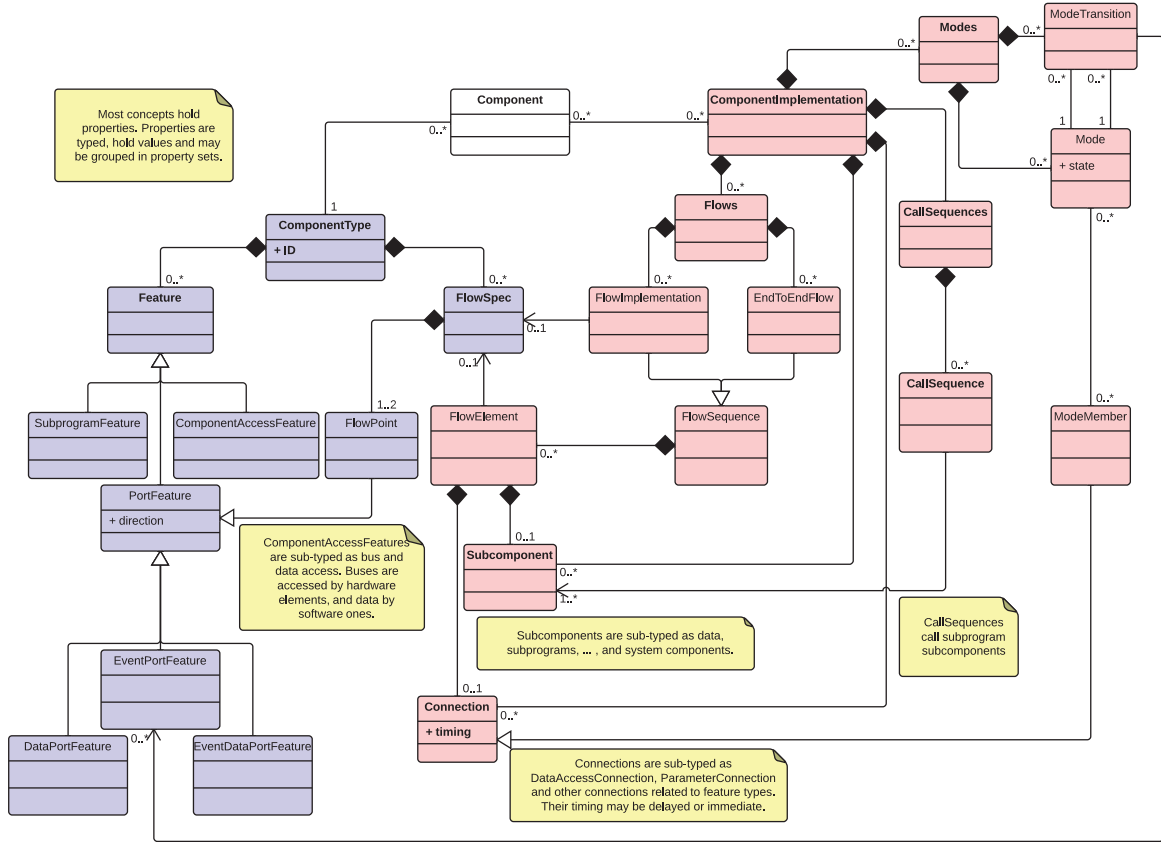 ModeTransition
Modes
0..*
0..*
0..*
0..*
Most concepts hold
properties. Properties are
typed, hold values and may
be grouped in property sets.
Component
0..*
0..*
0..*
ComponentImplementation
1
1
Mode
+ state
0..*
0..*
0..*
1
ComponentType
+ ID
Flows
CallSequences
0..*
0..*
0..*
0..*
Feature
FlowSpec
FlowImplementation
EndToEndFlow
0..1
0..1
0..*
CallSequence
1..2
0..*
SubprogramFeature
ComponentAccessFeature
FlowPoint
FlowElement
FlowSequence
ModeMember
0..*
PortFeature
+ direction
ComponentAccessFeatures
are sub-typed as bus and
data access. Buses are
accessed by hardware
elements, and data by
software ones.
0..1
Subcomponent
0..*
1..*
Subcomponents are sub-typed as data,
subprograms, ... , and system components.
CallSequences
call subprogram
subcomponents
EventPortFeature
0..1
Connection
+ timing
0..*
0..*
DataPortFeature
EventDataPortFeature
Connections are sub-typed as
DataAccessConnection, ParameterConnection
and other connections related to feature types.
Their timing may be delayed or immediate.